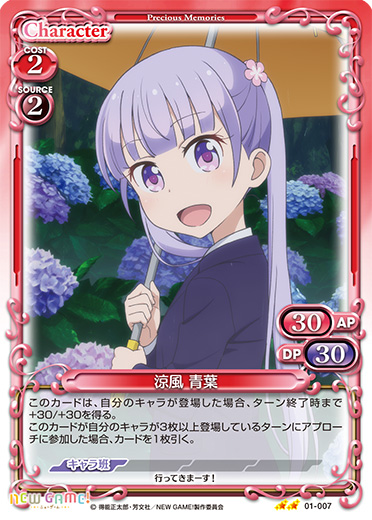 Precious Memories
Character
COST
2
SOURCE
2
30 AP
DP 30
涼風 青葉
このカードは、自分のキャラが登場した場合、ターン終了時まで
+30/+30を得る。
このカードが自分のキャラが3枚以上登場しているターンにアプロー
チに参加した場合、カードを1枚引く。
キャラ班
行ってきまーす!
NEW GAME!
© 得能正太郎・芳文社/NEW GAME!製作委員会
01-007